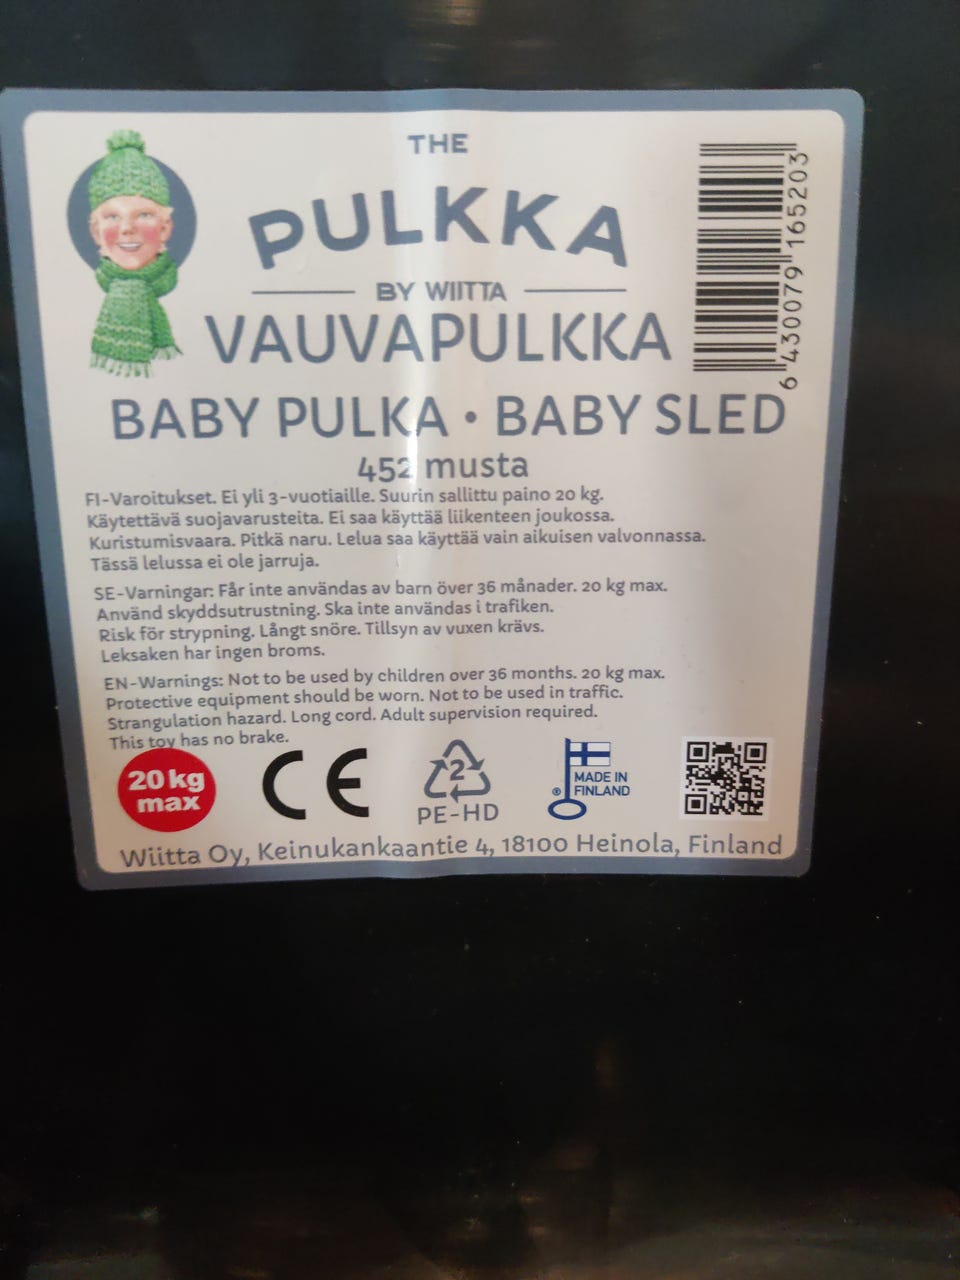 THE
PULKKA
BY WIITTA
VAUVAPULKKA
BABY PULKA • BABY SLED
452 musta
6 430079 165203
FI-Varoitukset. Ei yli 3-vuotiaille. Suurin sallittu paino 20 kg.
Käytettävä suojavarusteita. Ei saa käyttää liikenteen joukossa.
Kuristumisvaara. Pitkä naru. Lelua saa käyttää vain aikuisen valvonnassa.
Tässä lelussa ei ole jarruja.
SE-Varningar: Får inte användas av barn över 36 månader. 20 kg max.
Använd skyddsutrustning. Ska inte användas i trafiken.
Risk för strypning. Långt snöre. Tillsyn av vuxen krävs.
Leksaken har ingen broms.
EN-Warnings: Not to be used by children over 36 months. 20 kg max.
Protective equipment should be worn. Not to be used in traffic.
Strangulation hazard. Long cord. Adult supervision required.
This toy has no brake.
20 kg
max
CE
2
PE-HD
MADE IN
® FINLAND
Wiitta Oy, Keinukankaantie 4, 18100 Heinola, Finland